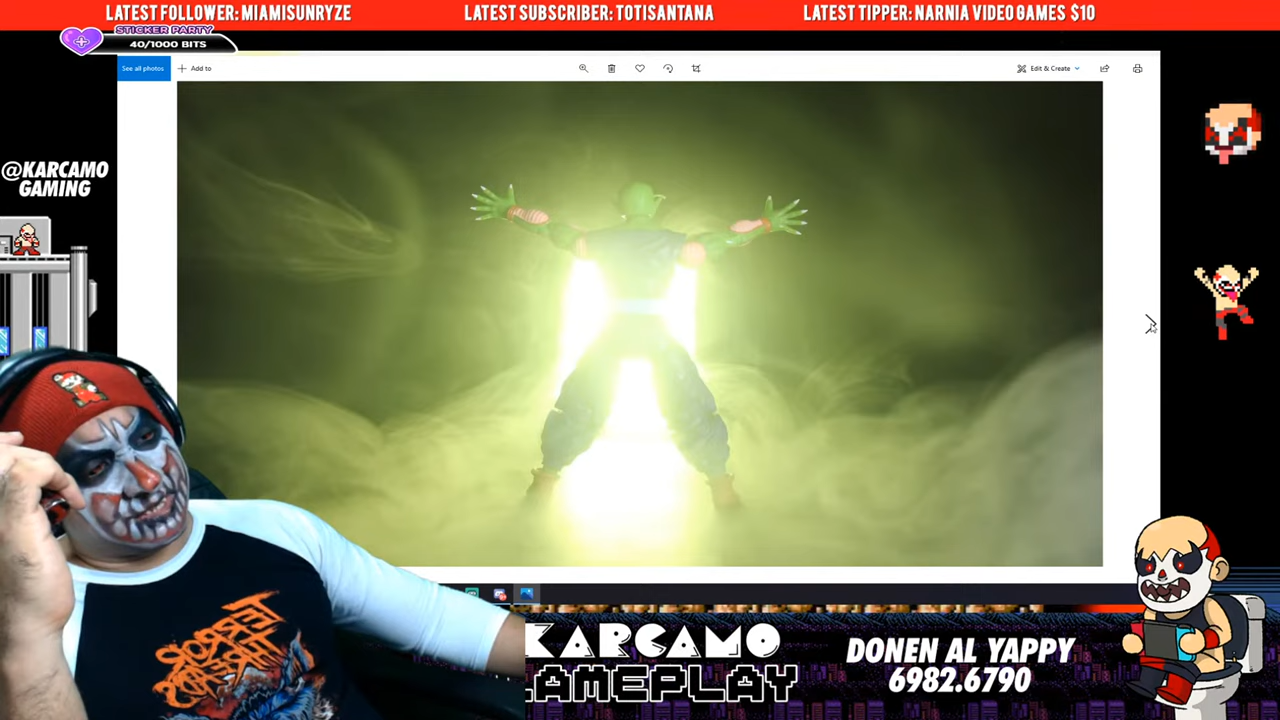 LATEST FOLLOWER: MIAMISUNRYZE
LATEST SUBSCRIBER: TOTISANTANA
LATEST TIPPER: NARNIA VIDEO GAMES $10
STICKER PARTY
40/1000 BITS
See all photos
Add to
Edit & Create
@KARCAMO
GAMING
KARCAMO
GAMEPLAY
DONEN AL YAPPY
6982.6790